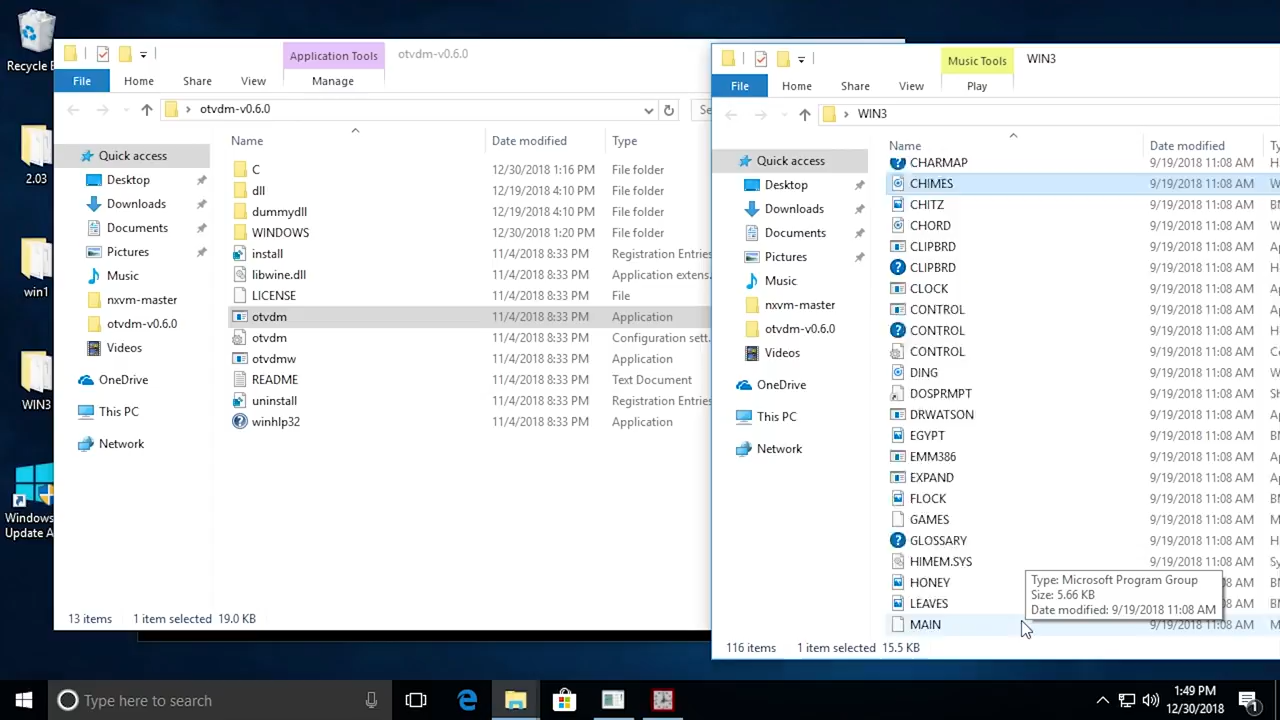 Recycle B
2.03
win1
WIN3
Windows
Update A
Application Tools
otvdm-v0.6.0
File
Home
Share
View
Manage
otvdm-v0.6.0
Se
Name
Date modified
Type
Quick access
Desktop
Downloads
Documents
Pictures
Music
nxvm-master
otvdm-v0.6.0
Videos
OneDrive
This PC
Network
C 12/30/2018 1:16 PM File folder
dll 12/19/2018 4:10 PM File folder
dummydll 12/19/2018 4:10 PM File folder
WINDOWS 12/30/2018 1:20 PM File folder
install 11/4/2018 8:33 PM Registration Entries
libwine.dll 11/4/2018 8:33 PM Application extens.
LICENSE 11/4/2018 8:33 PM File
otvdm 11/4/2018 8:33 PM Application
otvdm 11/4/2018 8:33 PM Configuration sett.
otvdmw 11/4/2018 8:33 PM Application
README 11/4/2018 8:33 PM Text Document
uninstall 11/4/2018 8:33 PM Registration Entries
winhlp32 11/4/2018 8:33 PM Application
13 items 1 item selected 19.0 KB
Music Tools
WIN3
File
Home
Share
View
Play
WIN3
Name
Date modified
Ty
Quick access
Desktop
Downloads
Documents
Pictures
Music
nxvm-master
otvdm-v0.6.0
Videos
OneDrive
This PC
Network
CHARMAP 9/19/2018 11:08 AM H
CHIMES 9/19/2018 11:08 AM W
CHITZ 9/19/2018 11:08 AM BM
CHORD 9/19/2018 11:08 AM W
CLIPBRD 9/19/2018 11:08 AM Ap
CLIPBRD 9/19/2018 11:08 AM H
CLOCK 9/19/2018 11:08 AM Ap
CONTROL 9/19/2018 11:08 AM Ap
CONTROL 9/19/2018 11:08 AM H
CONTROL 9/19/2018 11:08 AM Co
DING 9/19/2018 11:08 AM W
DOSPRMPT 9/19/2018 11:08 AM Sh
DRWATSON 9/19/2018 11:08 AM Ap
EGYPT 9/19/2018 11:08 AM BM
EMM386 9/19/2018 11:08 AM Ap
EXPAND 9/19/2018 11:08 AM Ap
FLOCK 9/19/2018 11:08 AM BM
GAMES 9/19/2018 11:08 AM M
GLOSSARY 9/19/2018 11:08 AM H
HIMEM.SYS 9/19/2018 11:08 AM Sy
HONEY
LEAVES
MAIN 9/19/2018 11:08 AM M
Type: Microsoft Program Group
Size: 5.66 KB
Date modified: 9/19/2018 11:08 AM
116 items 1 item selected 15.5 KB
Type here to search
1:49 PM
12/30/2018
1